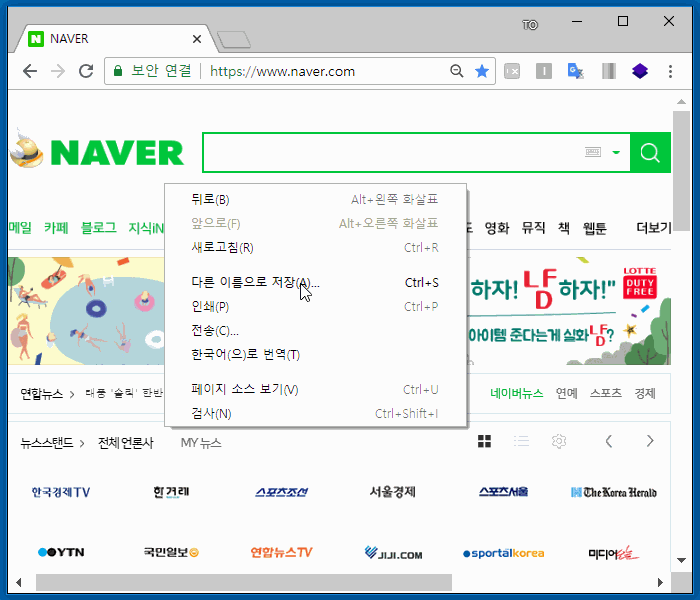 NAVER
TO
보안 연결 https://www.naver.com
NAVER
뒤로(B) Alt+왼쪽 화살표
앞으로(F) Alt+오른쪽 화살표
새로고침(R) Ctrl+R
다른 이름으로 저장(A)... Ctrl+S
인쇄(P) Ctrl+P
전송(C)...
한국어(으)로 번역(T)
페이지 소스 보기(V) Ctrl+U
검사(N) Ctrl+Shift+I
메일 카페 블로그 지식iN 영화 뮤직 책 웹툰 더보기
하자! LFD 하자!"
LOTTE
DUTY
FREE
아이템 준다는게 실화LFD?
연합뉴스 태풍 '솔릭' 한반 네이버뉴스 연예 스포츠 경제
뉴스스탠드 전체언론사 MY뉴스
한국경제TV 한겨레 스포츠조선 서울경제 스포츠서울 The Korea Herald
YTN 국민일보 연합뉴스TV JIJI.COM sportalkorea 미디어오늘